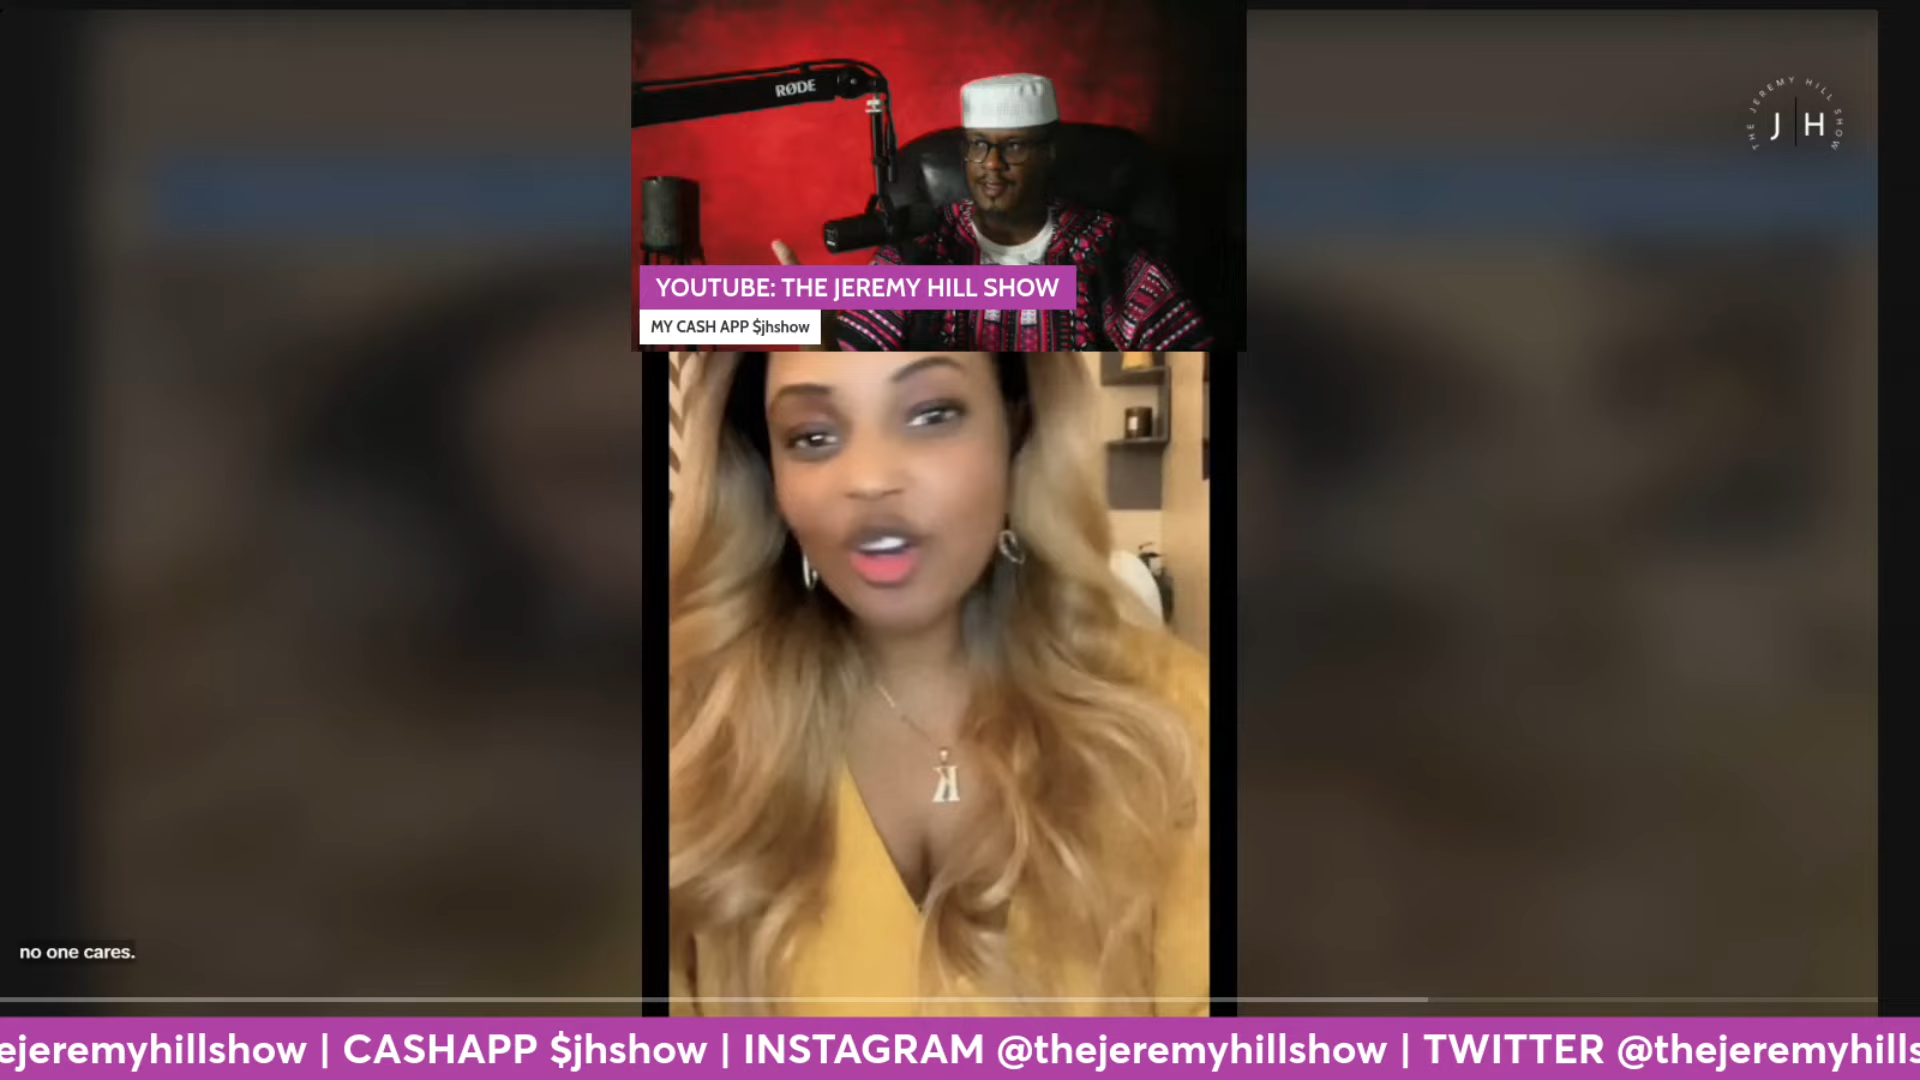 RØDE
THE JEREMY HILL SHOW
J | H
YOUTUBE: THE JEREMY HILL SHOW
MY CASH APP $jhshow
K
no one cares.
ejeremyhillshow | CASHAPP $jhshow | INSTAGRAM @thejeremyhillshow | TWITTER @thejeremyhills